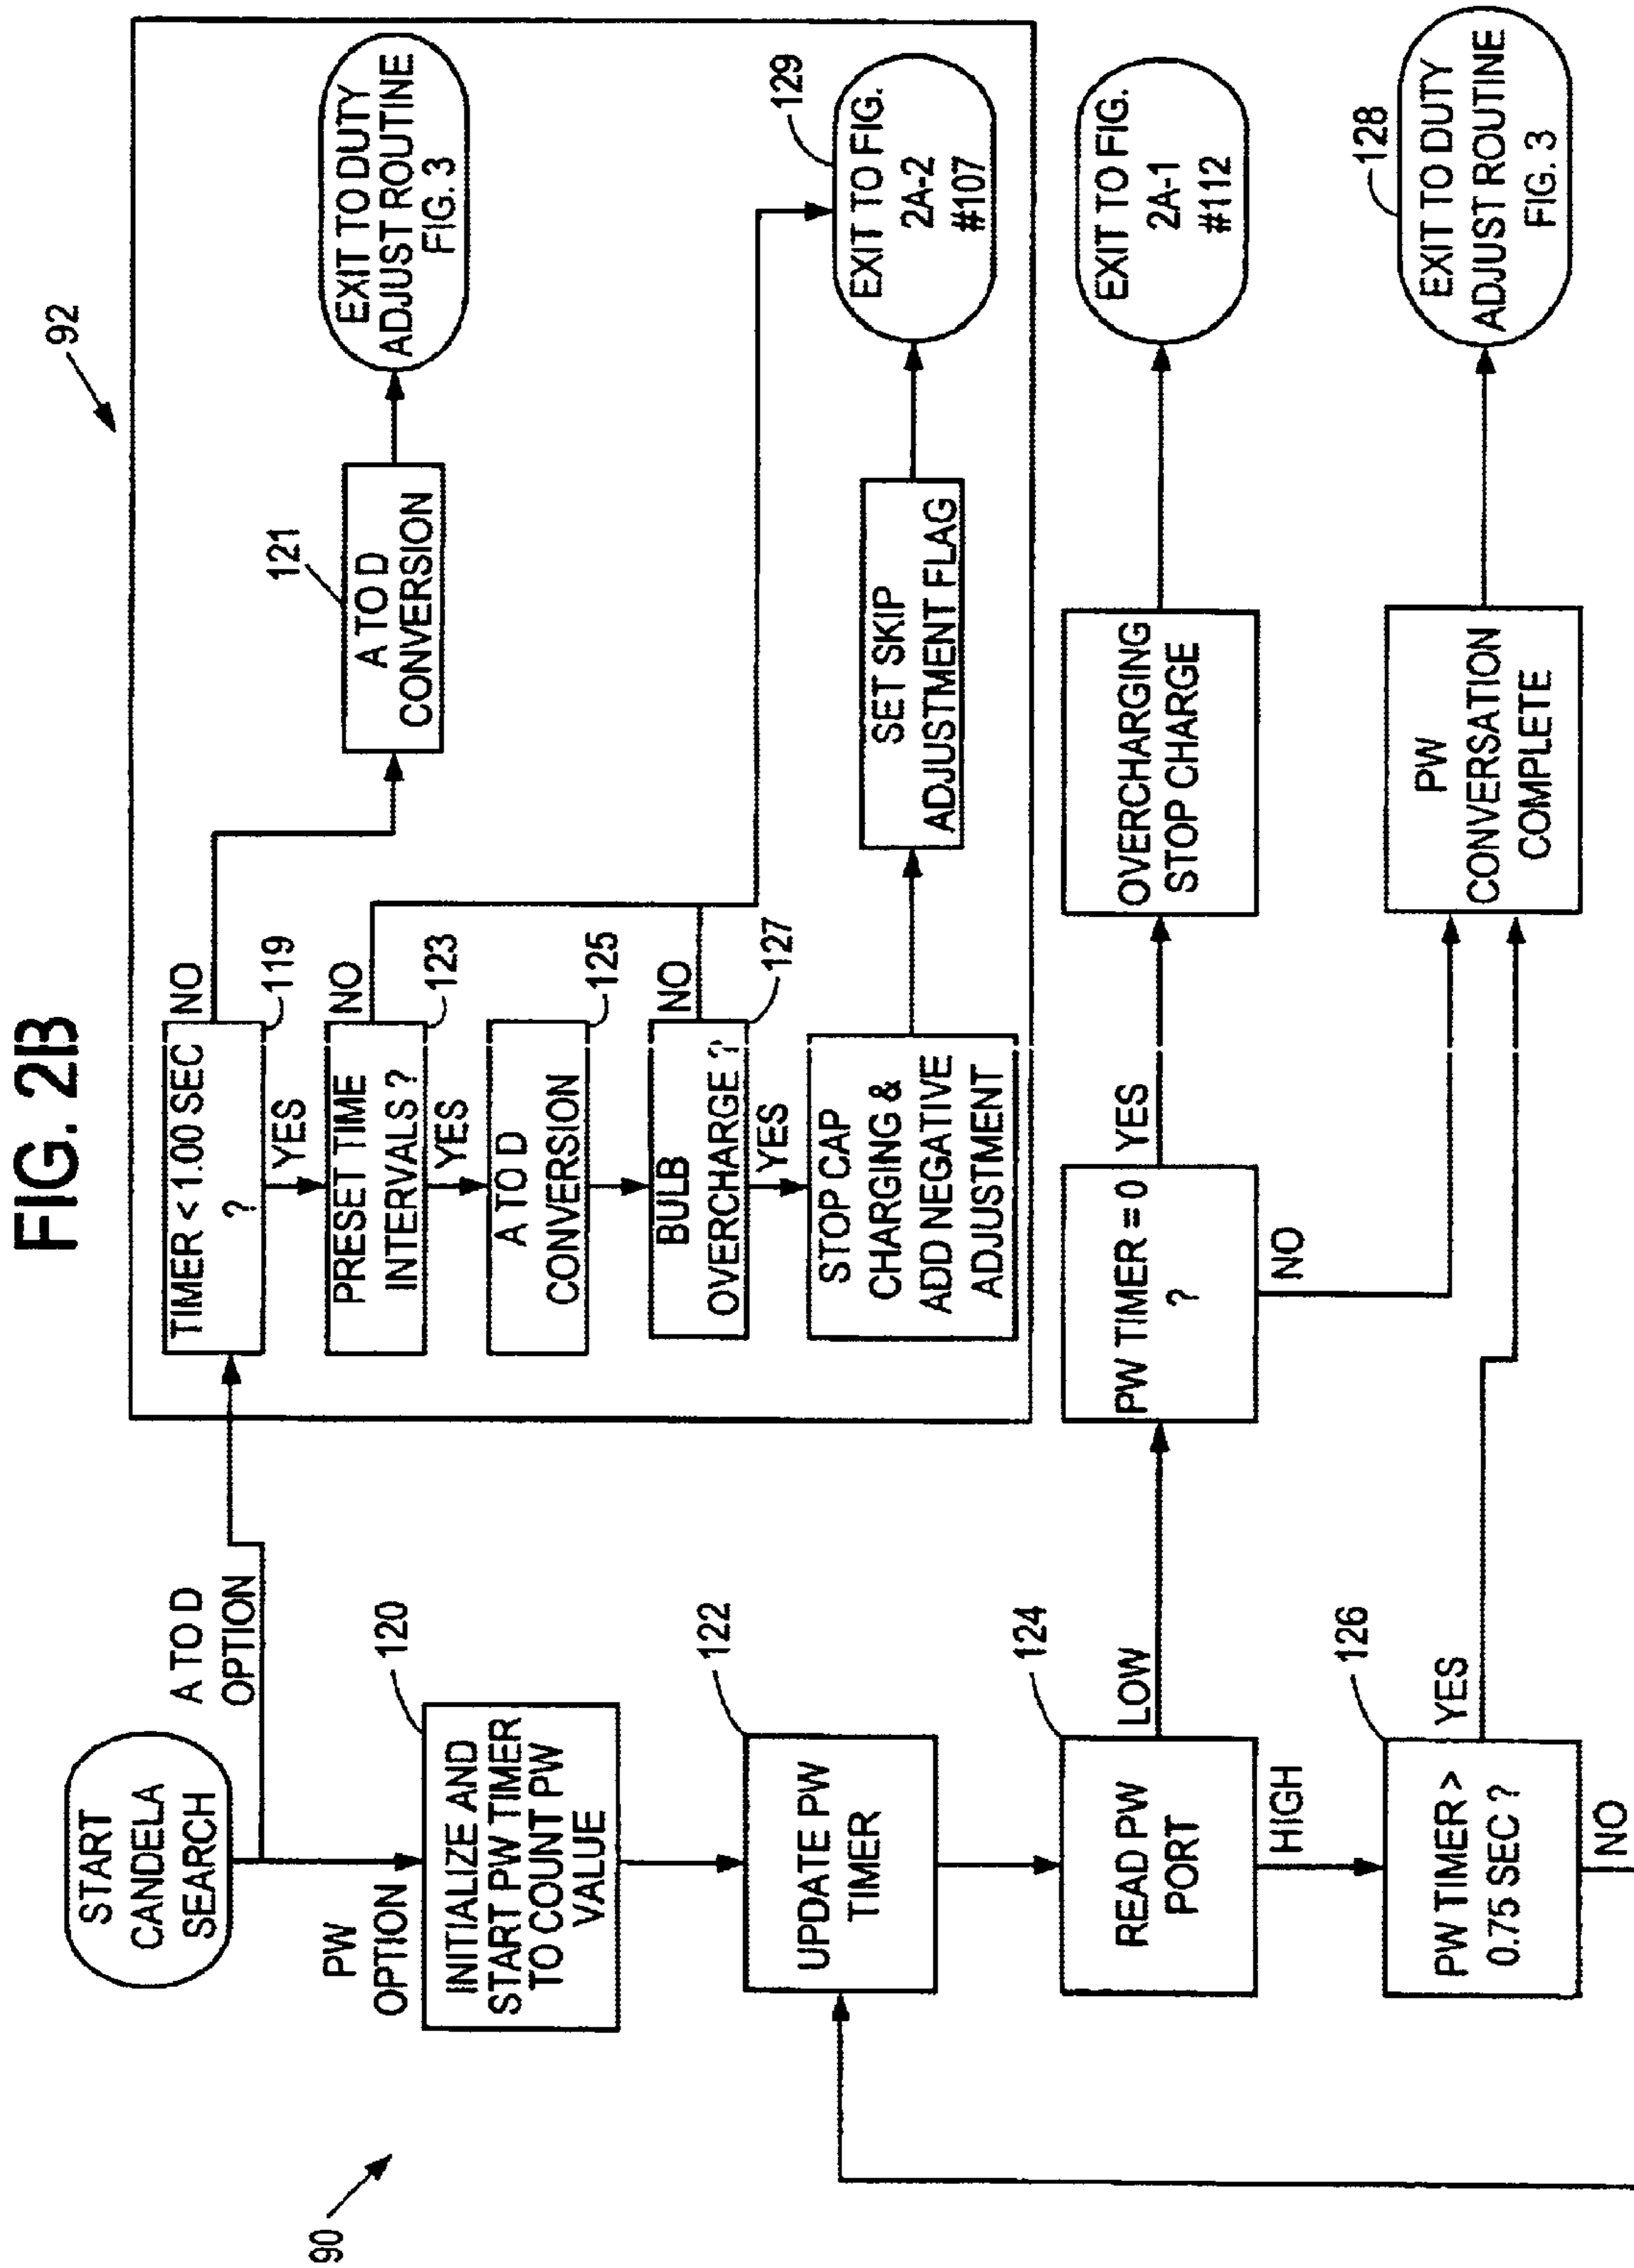 FIG. 2B
90
92
START
CANDELA
SEARCH
A TO D
OPTION
PW
OPTION
INITIALIZE AND
START PW TIMER
TO COUNT PW
VALUE
120
UPDATE PW
TIMER
122
READ PW
PORT
124
LOW
HIGH
PW TIMER >
0.75 SEC ?
126
YES
NO
TIMER < 1.00 SEC
?
119
NO
YES
A TO D
CONVERSION
121
EXIT TO DUTY
ADJUST ROUTINE
FIG. 3
PRESET TIME
INTERVALS ?
123
NO
YES
A TO D
CONVERSION
125
BULB
OVERCHARGE ?
127
NO
YES
STOP CAP
CHARGING &
ADD NEGATIVE
ADJUSTMENT
SET SKIP
ADJUSTMENT FLAG
EXIT TO FIG.
2A-2
#107
129
PW TIMER = 0
?
YES
NO
OVERCHARGING
STOP CHARGE
EXIT TO FIG.
2A-1
#112
PW
CONVERSATION
COMPLETE
EXIT TO DUTY
ADJUST ROUTINE
FIG. 3
128